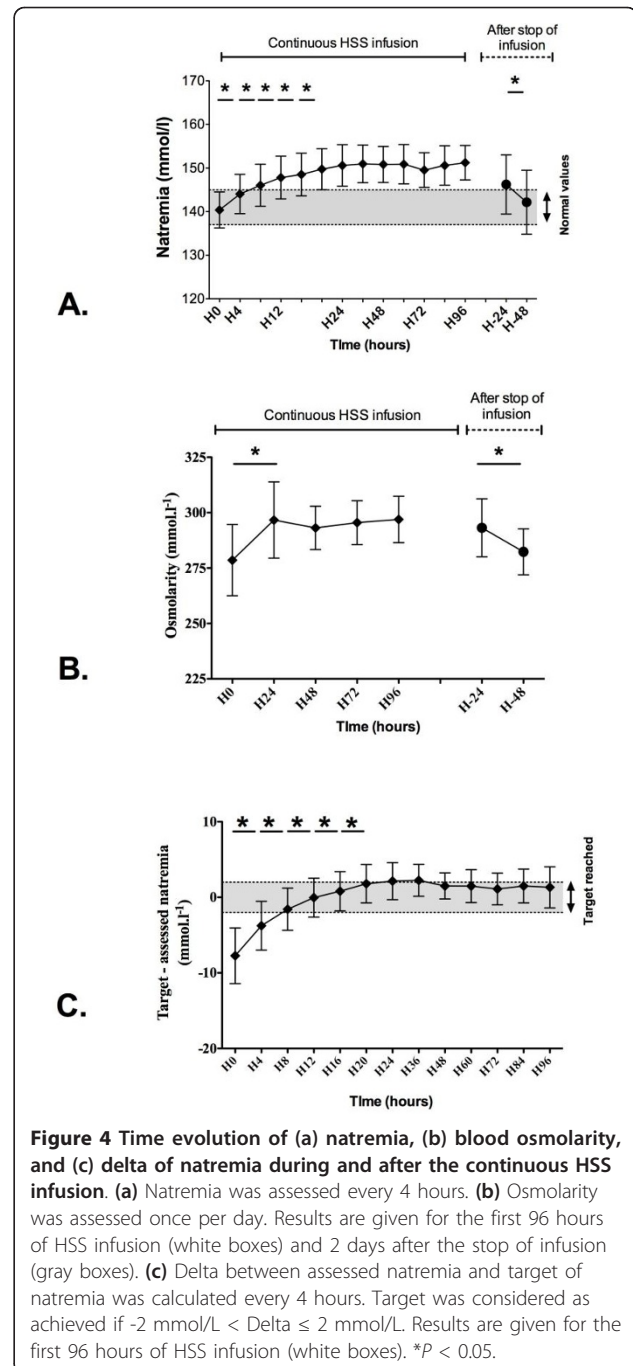 Continuous HSS infusion
After stop of
infusion
* * * * *
*
Natremia (mmol/l)
170
160
150
140
130
120
Normal values
H0
H4
H12
H24
H48
H72
H96
H-24
H-48
TIme (hours)
A.
Continuous HSS infusion
After stop of
infusion
*
*
Osmolarity (mmol.l-1)
325
300
275
250
225
H0
H24
H48
H72
H96
H-24
H-48
TIme (hours)
B.
* * * * *
Target - assessed natremia
(mmol.l-1)
10
0
-10
-20
Target reached
H0
H4
H8
H12
H16
H20
H24
H36
H48
H60
H72
H84
H96
TIme (hours)
C.
Figure 4 Time evolution of (a) natremia, (b) blood osmolarity,
and (c) delta of natremia during and after the continuous HSS
infusion. (a) Natremia was assessed every 4 hours. (b) Osmolarity
was assessed once per day. Results are given for the first 96 hours
of HSS infusion (white boxes) and 2 days after the stop of infusion
(gray boxes). (c) Delta between assessed natremia and target of
natremia was calculated every 4 hours. Target was considered as
achieved if -2 mmol/L < Delta ≤ 2 mmol/L. Results are given for the
first 96 hours of HSS infusion (white boxes). *P < 0.05.